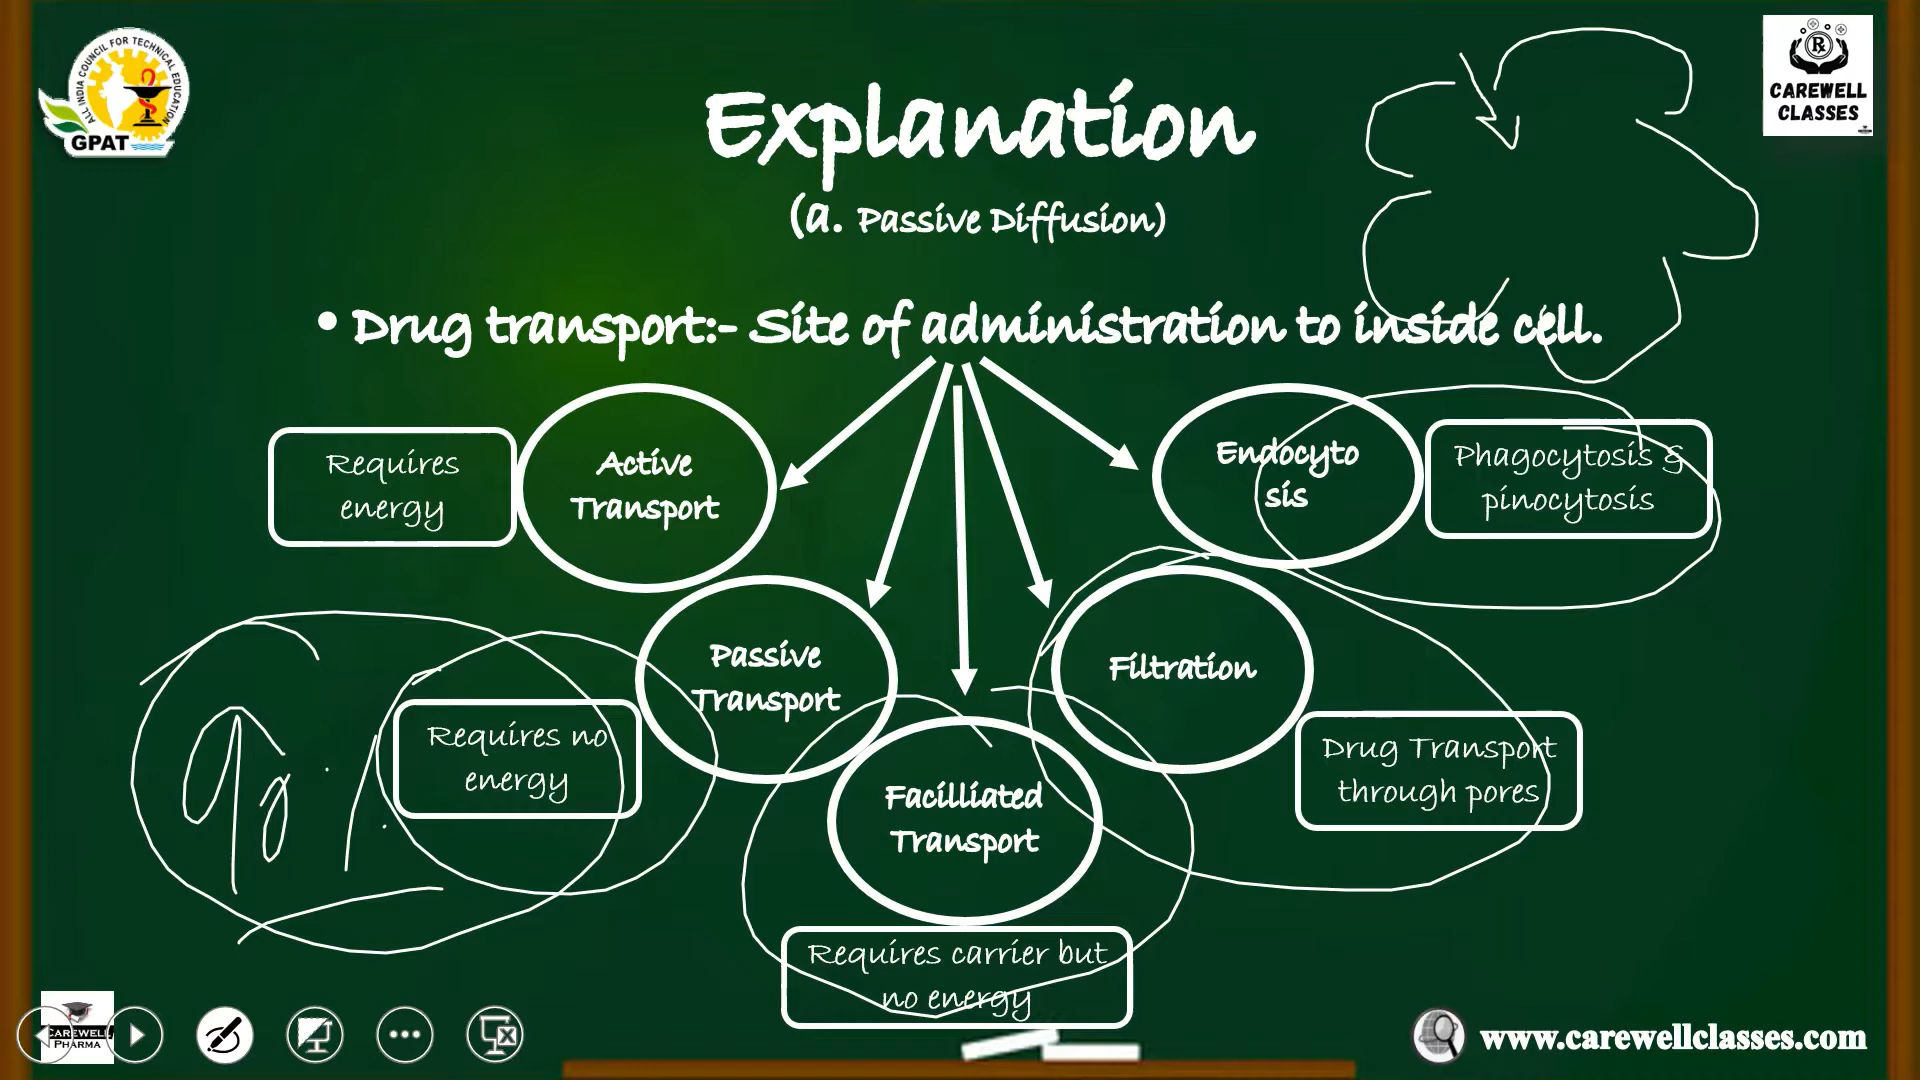 ALL INDIA COUNCIL FOR TECHNICAL EDUCATION
GPAT
Rx
CAREWELL
CLASSES
Explanation
(a. Passive Diffusion)
• Drug transport:- Site of administration to inside cell.
Requires
energy
Active
Transport
Endocyto
sis
Phagocytosis &
pinocytosis
Passive
Transport
Requires no
energy
Filtration
Drug Transport
through pores
Facilliated
Transport
Requires carrier but
no energy
CAREWELL
PHARMA
www.carewellclasses.com